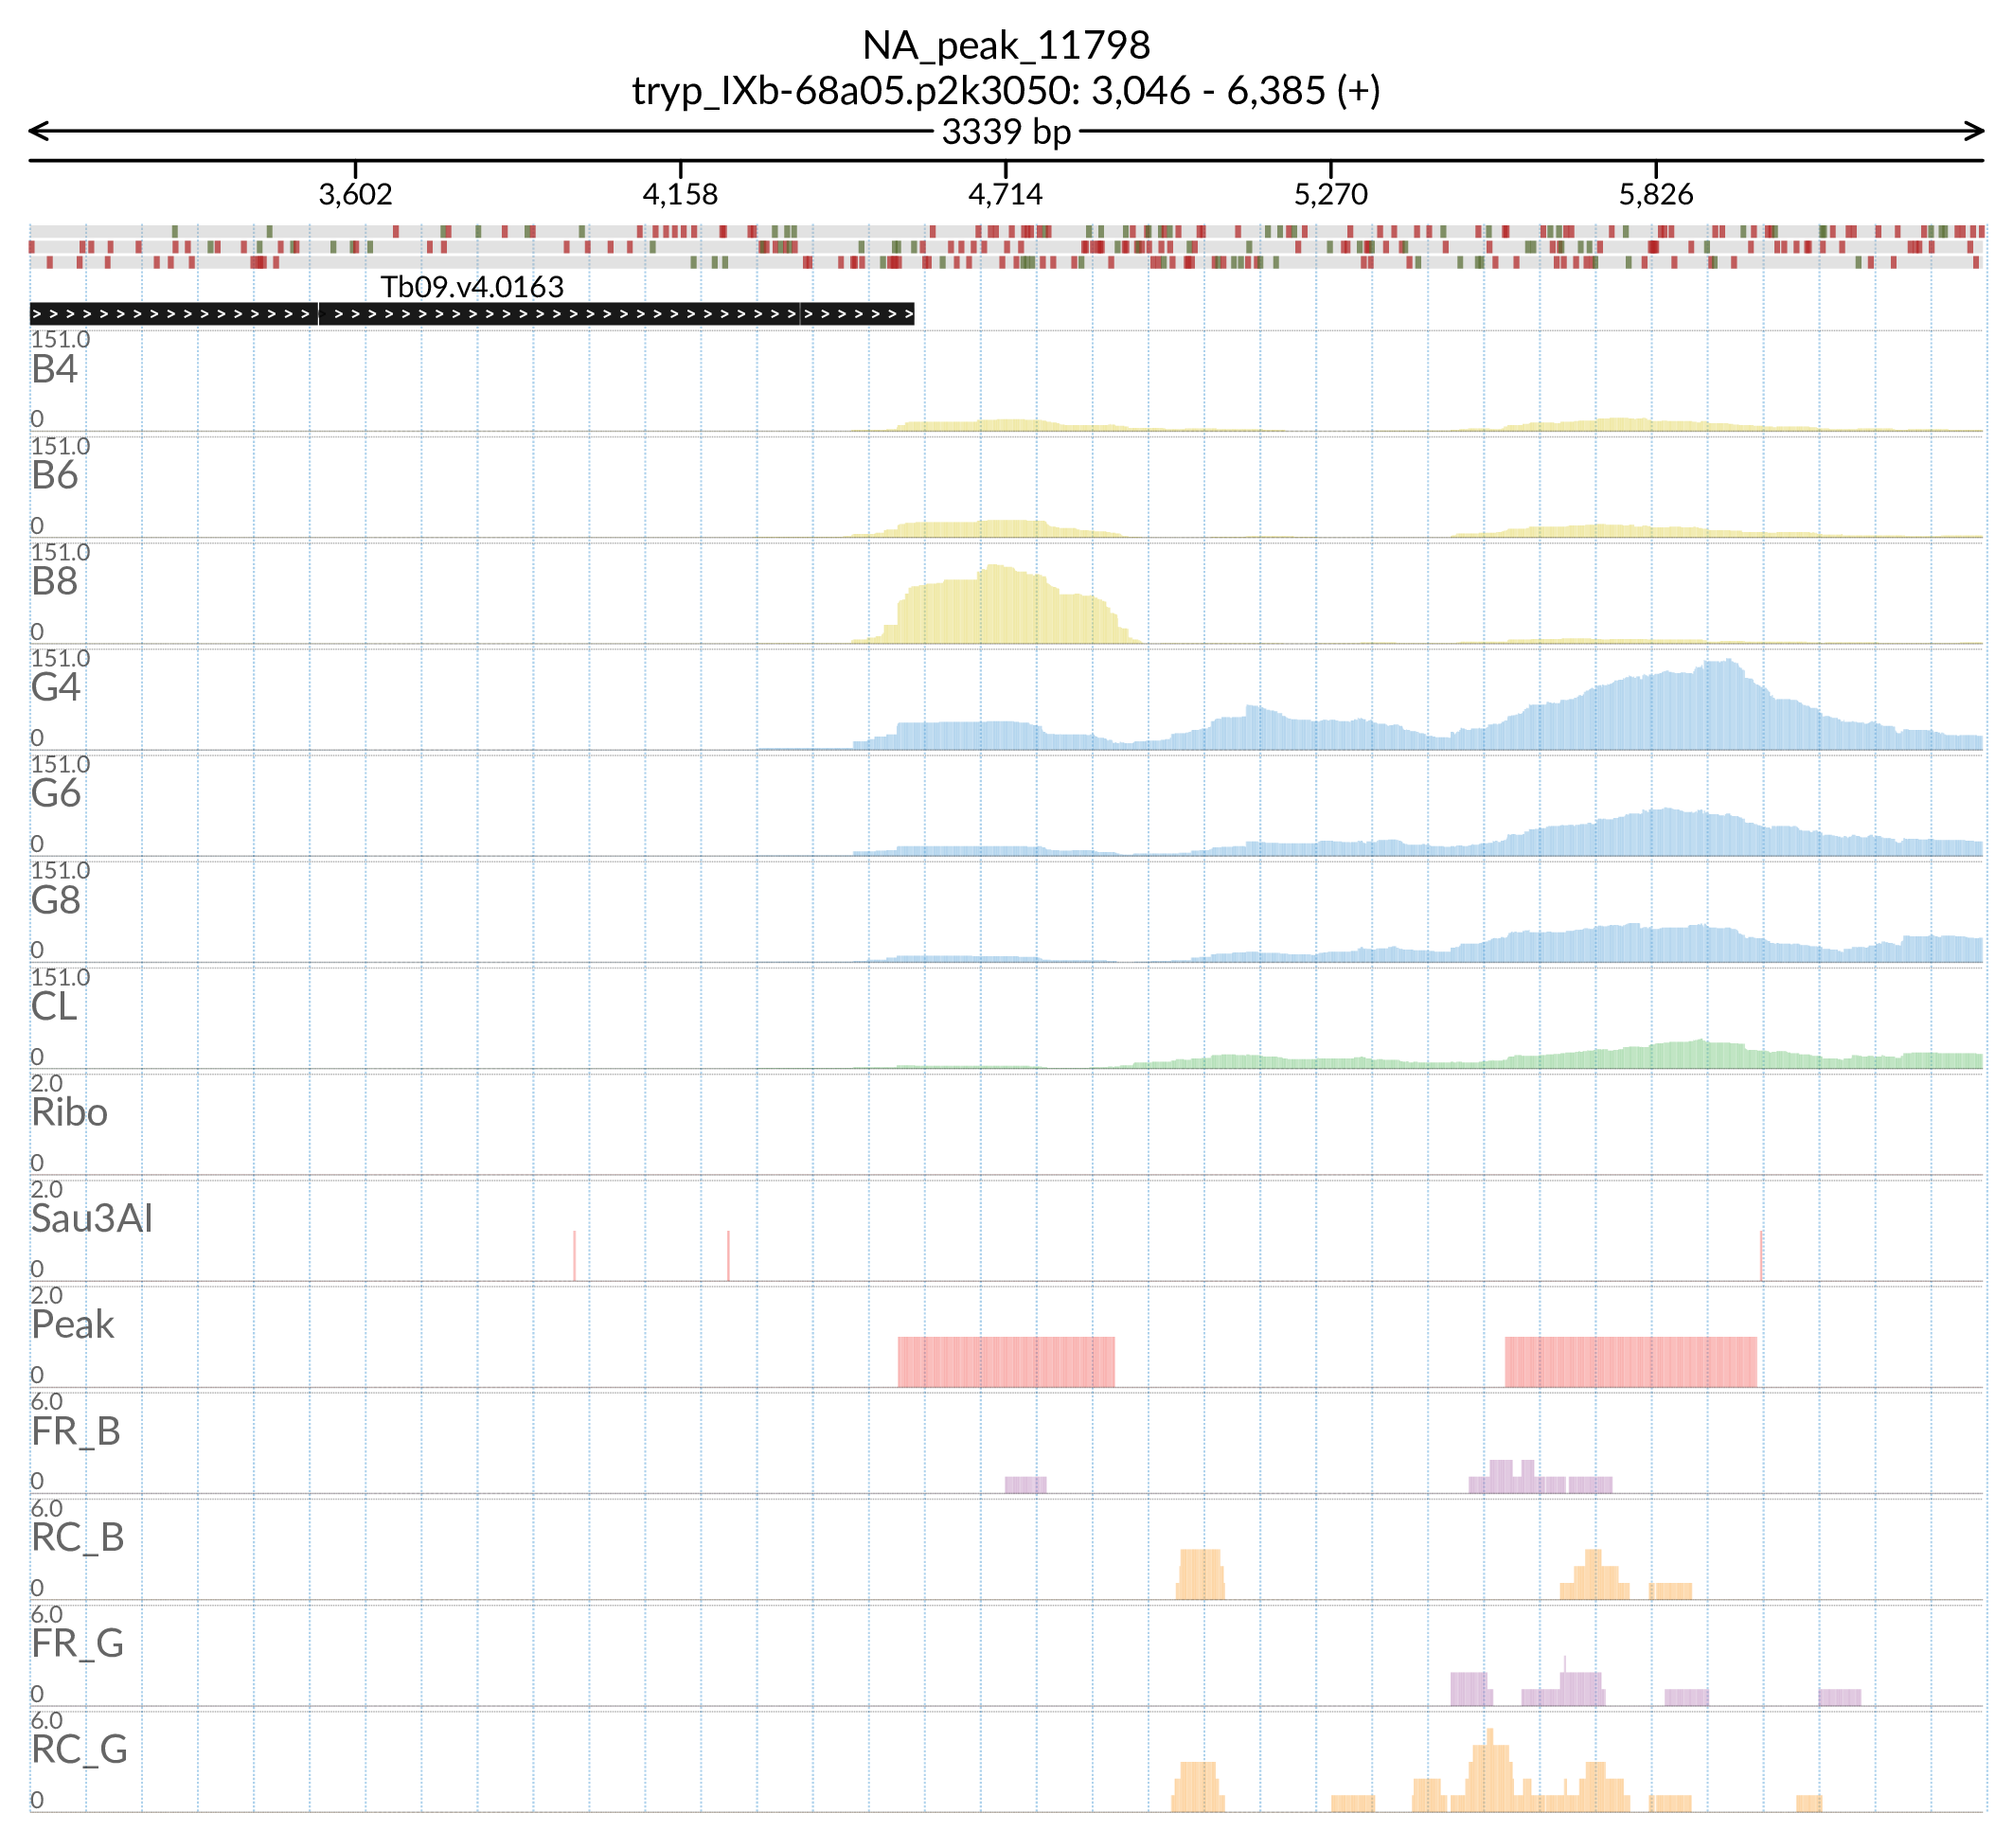 NA_peak_11798
tryp_IXb-68a05.p2k3050: 3,046 - 6,385 (+)
3339 bp
3,602 4,158 4,714 5,270 5,826
Tb09.v4.0163
151.0
B4
0
151.0
B6
0
151.0
B8
0
151.0
G4
0
151.0
G6
0
151.0
G8
0
151.0
CL
0
2.0
Ribo
0
2.0
Sau3AI
0
2.0
Peak
0
6.0
FR_B
0
6.0
RC_B
0
6.0
FR_G
0
6.0
RC_G
0